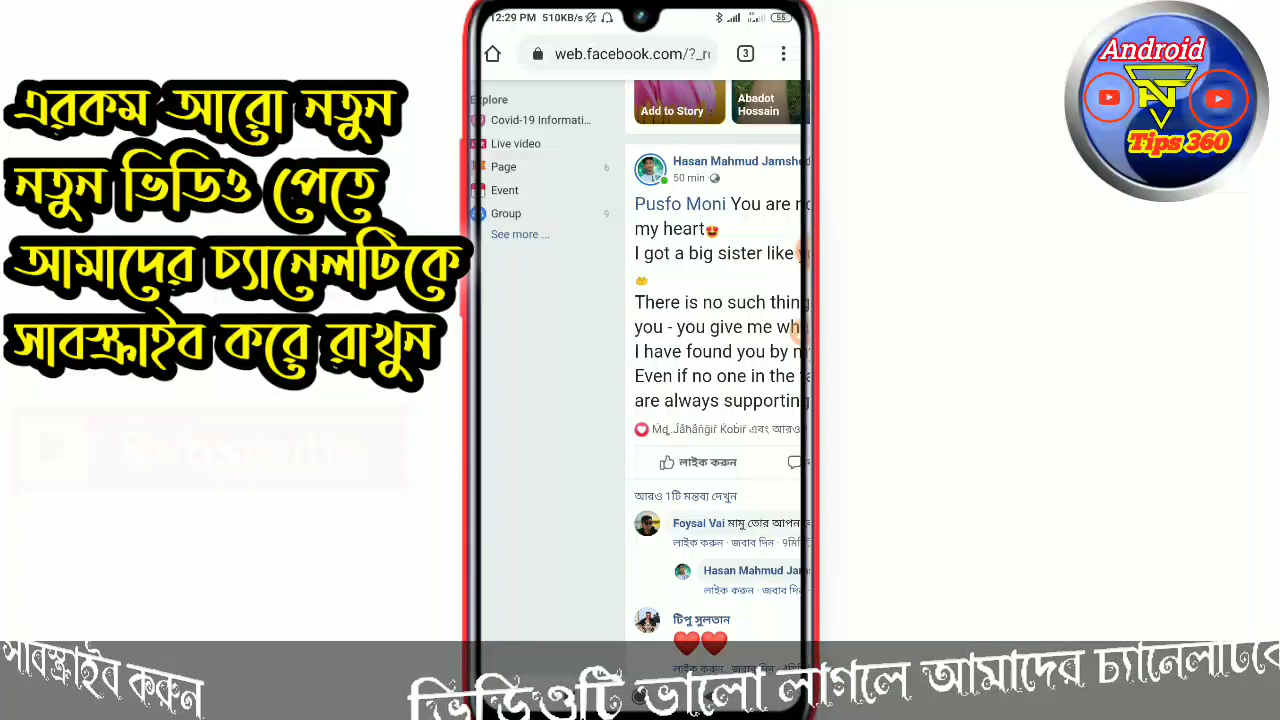 এরকম আরো নতুন
নতুন ভিডিও পেতে
আমাদের চ্যানেলটিকে
সাবস্ক্রাইব করে রাখুন
12:29 PM 510KB/s
55
web.facebook.com/?_r
3
Explore
Covid-19 Informati...
Live video
Page 6
Event
Group 9
See more ...
Add to Story
Abadot
Hossain
Hasan Mahmud Jamshe
50 min
Pusfo Moni You are
my heart
I got a big sister like
There is no such thing
you - you give me
I have found you by
Even if no one in the
are always supporting
এবং আরও
লাইক করুন
আরও 1টি মন্তব্য দেখুন
Foysal Vai মামু তোর আপন
লাইক করুন · জবাব দিন · 9মি
Hasan Mahmud Jam
লাইক করুন · জবাব দিন
টিপু সুলতান
লাইক করুন · জবাব দিন
Android
Tips 360
সাবস্ক্রাইব করুন
ভিডিওটি ভালো লাগলে আমাদের চ্যানেলটিকে